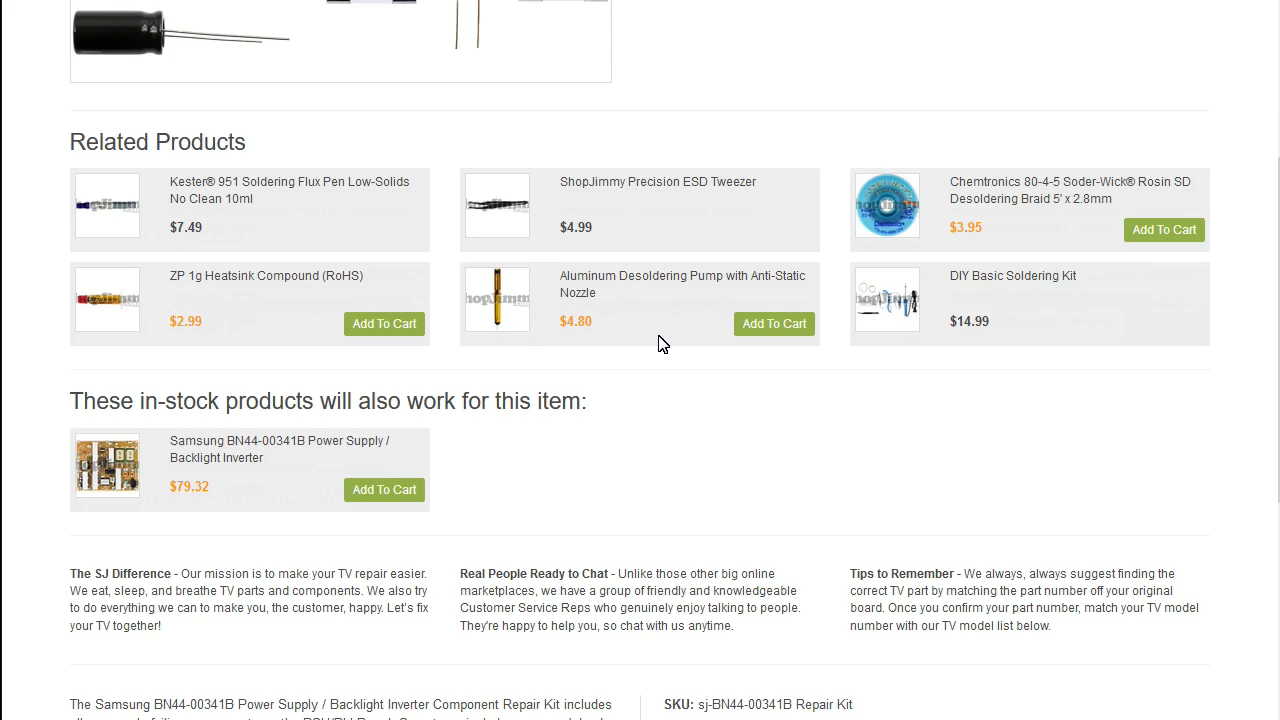 Related Products
Kester® 951 Soldering Flux Pen Low-Solids
No Clean 10ml
$7.49
ShopJimmy Precision ESD Tweezer
$4.99
Chemtronics 80-4-5 Soder-Wick® Rosin SD
Desoldering Braid 5' x 2.8mm
$3.95
Add To Cart
ZP 1g Heatsink Compound (RoHS)
$2.99
Add To Cart
Aluminum Desoldering Pump with Anti-Static
Nozzle
$4.80
Add To Cart
DIY Basic Soldering Kit
$14.99
These in-stock products will also work for this item:
Samsung BN44-00341B Power Supply /
Backlight Inverter
$79.32
Add To Cart
The SJ Difference - Our mission is to make your TV repair easier.
We eat, sleep, and breathe TV parts and components. We also try
to do everything we can to make you, the customer, happy. Let's fix
your TV together!
Real People Ready to Chat - Unlike those other big online
marketplaces, we have a group of friendly and knowledgeable
Customer Service Reps who genuinely enjoy talking to people.
They're happy to help you, so chat with us anytime.
Tips to Remember - We always, always suggest finding the
correct TV part by matching the part number off your original
board. Once you confirm your part number, match your TV model
number with our TV model list below.
The Samsung BN44-00341B Power Supply / Backlight Inverter Component Repair Kit includes
SKU: sj-BN44-00341B Repair Kit